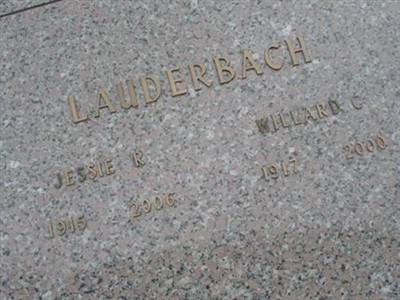 LAUDERBACH
JESSIE R WILLARD C
1915 2006 1917 2000